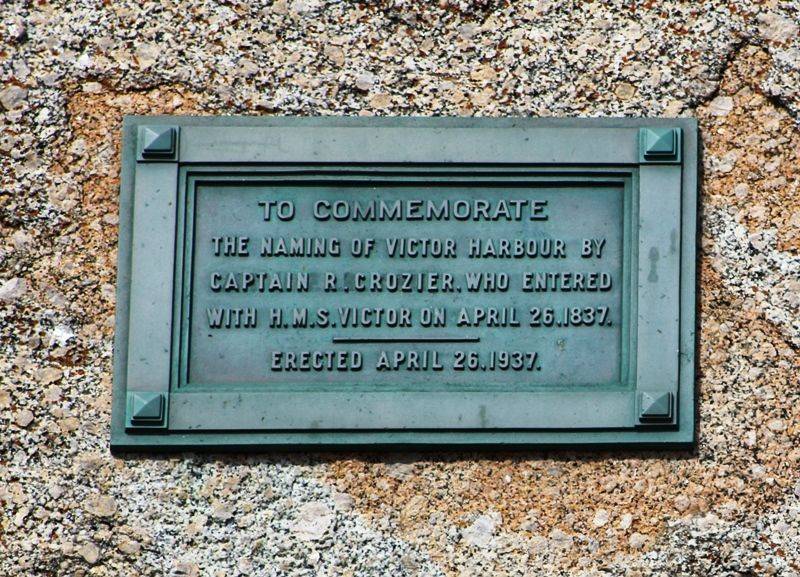 TO COMMEMORATE
THE NAMING OF VICTOR HARBOUR BY
CAPTAIN R. CROZIER, WHO ENTERED
WITH H.M.S. VICTOR ON APRIL 26.1837.
ERECTED APRIL 26.1937.